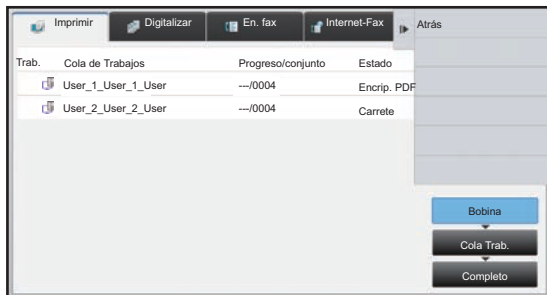 Imprimir Digitalizar En. fax Internet-Fax Atrás
Trab. Cola de Trabajos Progreso/conjunto Estado
User_1_User_1_User ---/0004 Encrip. PDF
User_2_User_2_User ---/0004 Carrete
Bobina
Cola Trab.
Completo